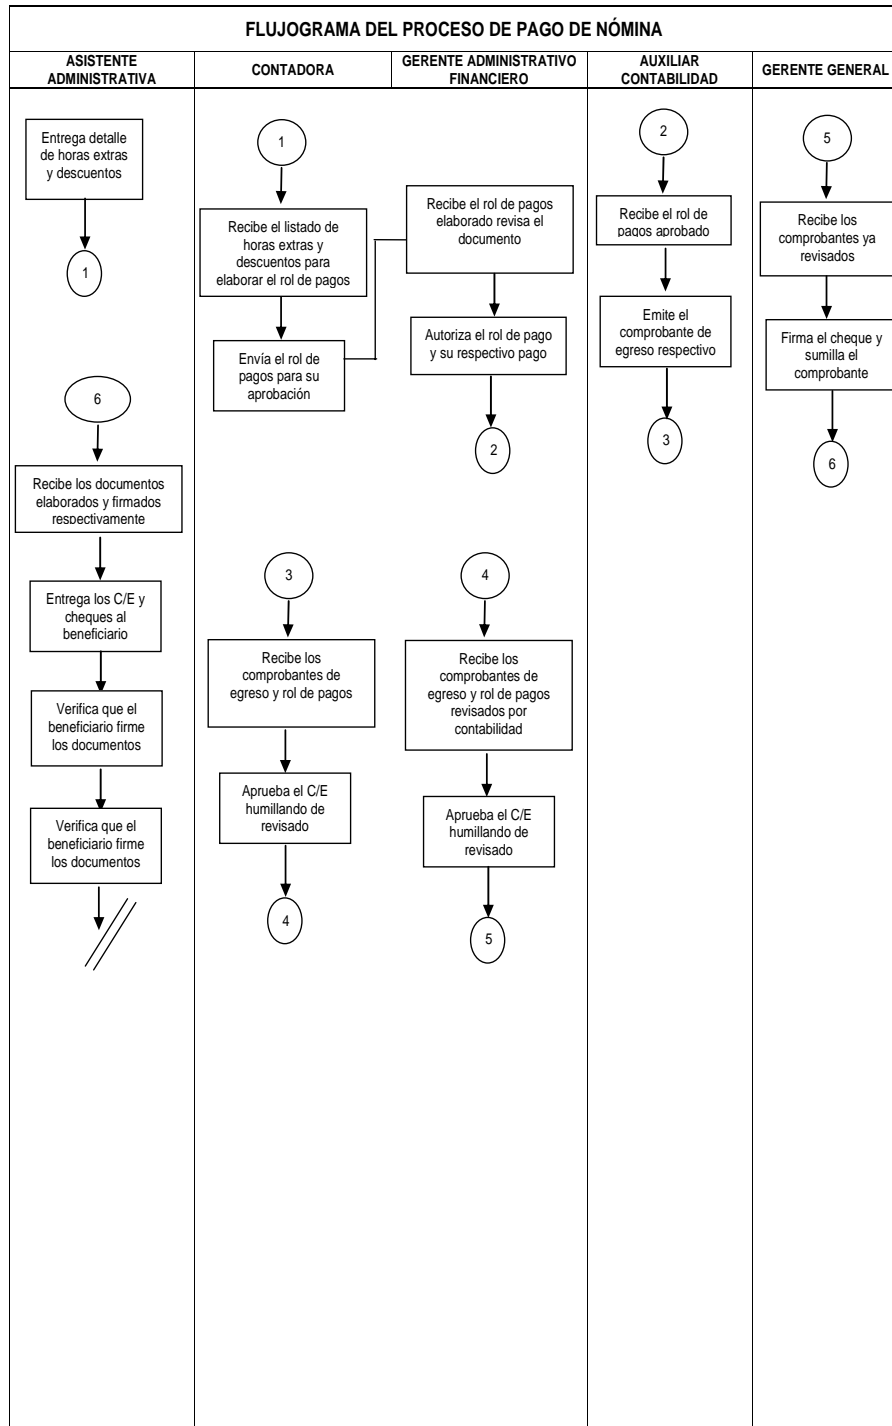 FLUJOGRAMA DEL PROCESO DE PAGO DE NÓMINA
ASISTENTE
ADMINISTRATIVA
CONTADORA
GERENTE ADMINISTRATIVO
FINANCIERO
AUXILIAR
CONTABILIDAD
GERENTE GENERAL
Entrega detalle
de horas extras
y descuentos
1
6
Recibe los documentos
elaborados y firmados
respectivamente
Entrega los C/E y
cheques al
beneficiario
Verifica que el
beneficiario firme
los documentos
Verifica que el
beneficiario firme
los documentos
1
Recibe el listado de
horas extras y
descuentos para
elaborar el rol de pagos
Envía el rol de
pagos para su
aprobación
3
Recibe los
comprobantes de
egreso y rol de pagos
Aprueba el C/E
humillando de
revisado
4
Recibe el rol de pagos
elaborado revisa el
documento
Autoriza el rol de pago
y su respectivo pago
2
4
Recibe los
comprobantes de
egreso y rol de pagos
revisados por
contabilidad
Aprueba el C/E
humillando de
revisado
5
2
Recibe el rol de
pagos aprobado
Emite el
comprobante de
egreso respectivo
3
5
Recibe los
comprobantes ya
revisados
Firma el cheque y
sumilla el
comprobante
6